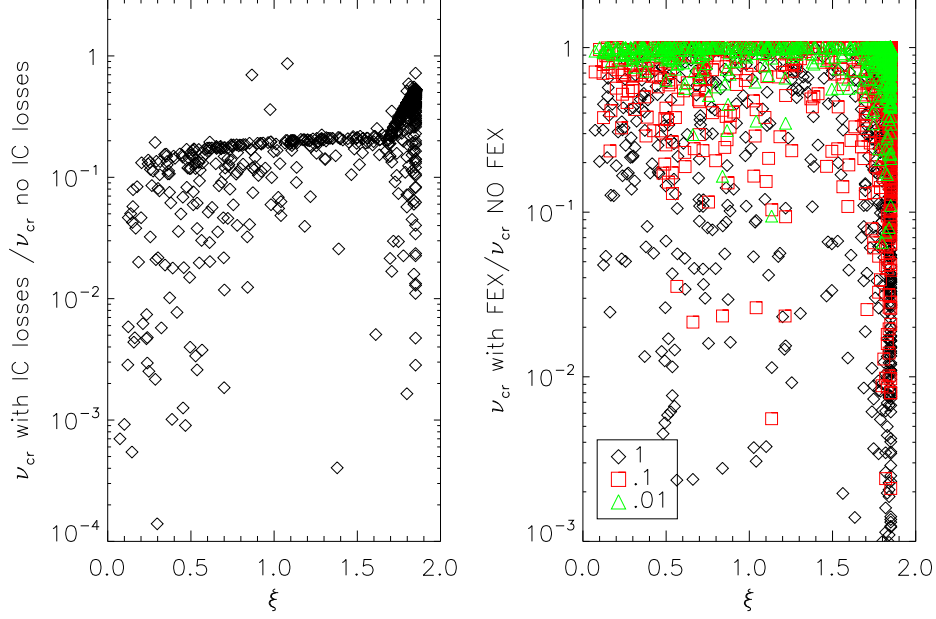 ν_cr with IC losses /ν_cr no IC losses
1
10^-1
10^-2
10^-3
10^-4
0.0 0.5 1.0 1.5 2.0
ξ
ν_cr with FEX/ν_cr NO FEX
1
10^-1
10^-2
10^-3
1
.1
.01
0.0 0.5 1.0 1.5 2.0
ξ